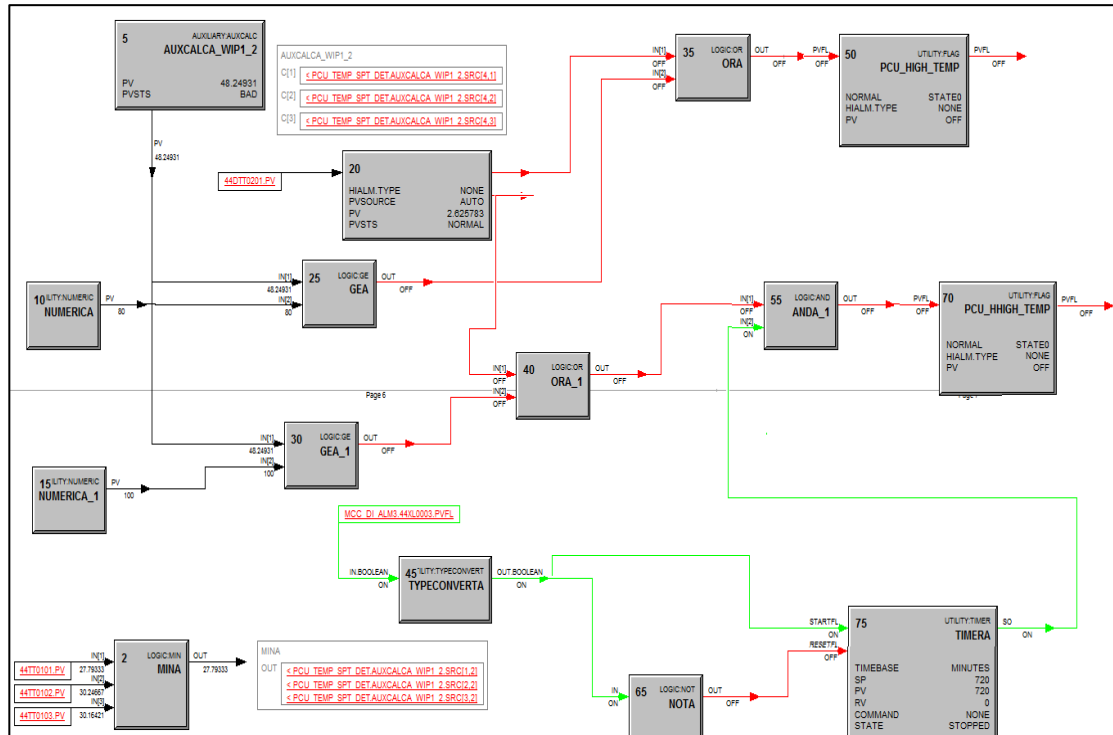 5
AUXILIARY:AUXCALC
AUXCALCA_WIP1_2
PV 48.24931
PVSTS BAD
PV
48.24931
AUXCALCA_WIP1_2
C[1] < PCU_TEMP_SPT_DET.AUXCALCA_WIP1_2.SRC[4,1]
C[2] < PCU_TEMP_SPT_DET.AUXCALCA_WIP1_2.SRC[4,2]
C[3] < PCU_TEMP_SPT_DET.AUXCALCA_WIP1_2.SRC[4,3]
IN[1]
OFF
IN[2]
OFF
35
LOGIC:OR
ORA
OUT
OFF
PVFL
OFF
50
UTILITY:FLAG
PCU_HIGH_TEMP
NORMAL STATE0
HIALM.TYPE NONE
PV OFF
PVFL
OFF
44DTT0201.PV
20
HIALM.TYPE NONE
PVSOURCE AUTO
PV 2.625783
PVSTS NORMAL
10
ILITY:NUMERIC
NUMERICA
PV
80
IN[1]
48.24931
IN[2]
80
25
LOGIC:GE
GEA
OUT
OFF
IN[1]
OFF
IN[2]
ON
55
LOGIC:AND
ANDA_1
OUT
OFF
PVFL
OFF
70
UTILITY:FLAG
PCU_HHIGH_TEMP
NORMAL STATE0
HIALM.TYPE NONE
PV OFF
PVFL
OFF
IN[1]
OFF
IN[2]
OFF
40
LOGIC:OR
ORA_1
OUT
OFF
Page 6
15
ILITY:NUMERIC
NUMERICA_1
PV
100
IN[1]
48.24931
IN[2]
100
30
LOGIC:GE
GEA_1
OUT
OFF
MCC_DI_ALM3.44XL0003.PVFL
IN.BOOLEAN
ON
45
ILITY:TYPECONVERT
TYPECONVERTA
OUT.BOOLEAN
ON
STARTFL
ON
RESETFL
OFF
75
UTILITY:TIMER
TIMERA
TIMEBASE MINUTES
SP 720
PV 720
RV 0
COMMAND NONE
STATE STOPPED
SO
ON
IN
ON
65
LOGIC:NOT
NOTA
OUT
OFF
44TT0101.PV
44TT0102.PV
44TT0103.PV
IN[1]
27.79333
IN[2]
30.24667
IN[3]
30.16421
2
LOGIC:MIN
MINA
OUT
27.79333
MINA
OUT < PCU_TEMP_SPT_DET.AUXCALCA_WIP1_2.SRC[1,2]
< PCU_TEMP_SPT_DET.AUXCALCA_WIP1_2.SRC[2,2]
< PCU_TEMP_SPT_DET.AUXCALCA_WIP1_2.SRC[3,2]